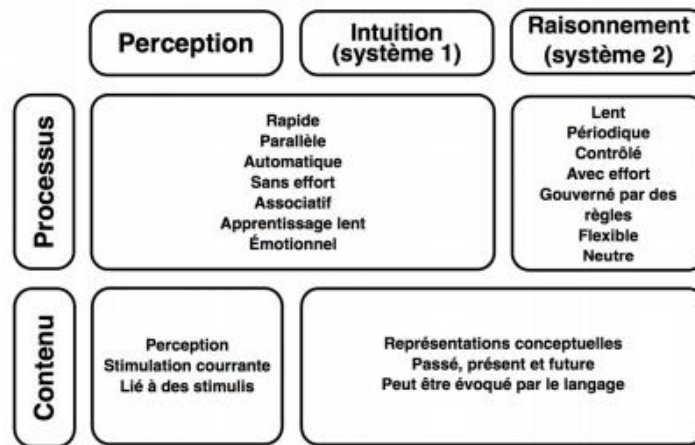 Perception
Intuition
(système 1)
Raisonnement
(système 2)
Processus
Rapide
Parallèle
Automatique
Sans effort
Associatif
Apprentissage lent
Émotionnel
Lent
Périodique
Contrôlé
Avec effort
Gouverné par des
règles
Flexible
Neutre
Contenu
Perception
Stimulation courrante
Lié à des stimulis
Représentations conceptuelles
Passé, présent et future
Peut être évoqué par le langage